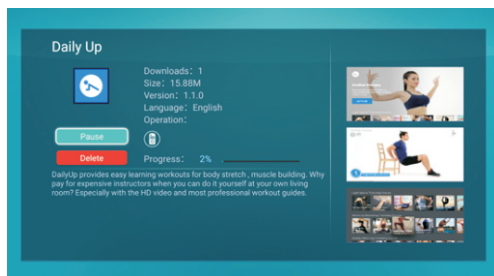 Daily Up
Downloads: 1
Size: 15.88M
Version: 1.1.0
Language: English
Operation:
Pause
Delete
Progress: 2%
DailyUp provides easy learning workouts for body stretch , muscle building. Why
pay for expensive instructors when you can do it yourself at your own living
room? Especially with the HD video and most professional workout guides.